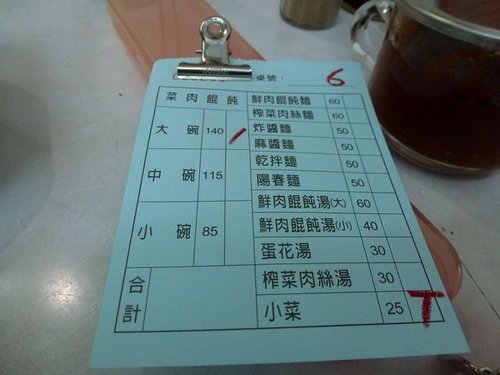 桌號： 6
菜肉餛飩
大碗 140 /
中碗 115
小碗 85
合計
鮮肉餛飩麵 60
榨菜肉絲麵 60
炸醬麵 50
麻醬麵 50
乾拌麵 50
陽春麵 50
鮮肉餛飩湯(大) 60
鮮肉餛飩湯(小) 40
蛋花湯 30
榨菜肉絲湯 30
小菜 25 T